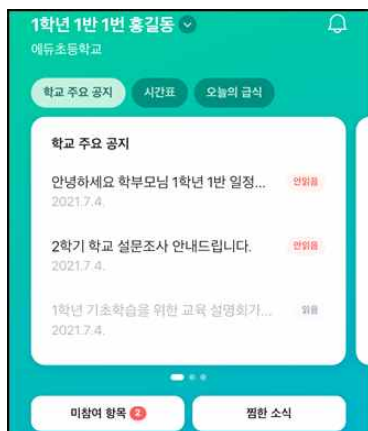 1학년 1반 1번 홍길동
에듀초등학교
학교 주요 공지 시간표 오늘의 급식
학교 주요 공지
안녕하세요 학부모님 1학년 1반 일정... 안읽음
2021.7.4.
2학기 학교 설문조사 안내드립니다. 안읽음
2021.7.4.
1학년 기초학습을 위한 교육 설명회가... 읽음
2021.7.4.
미참여 항목 2 찜한 소식